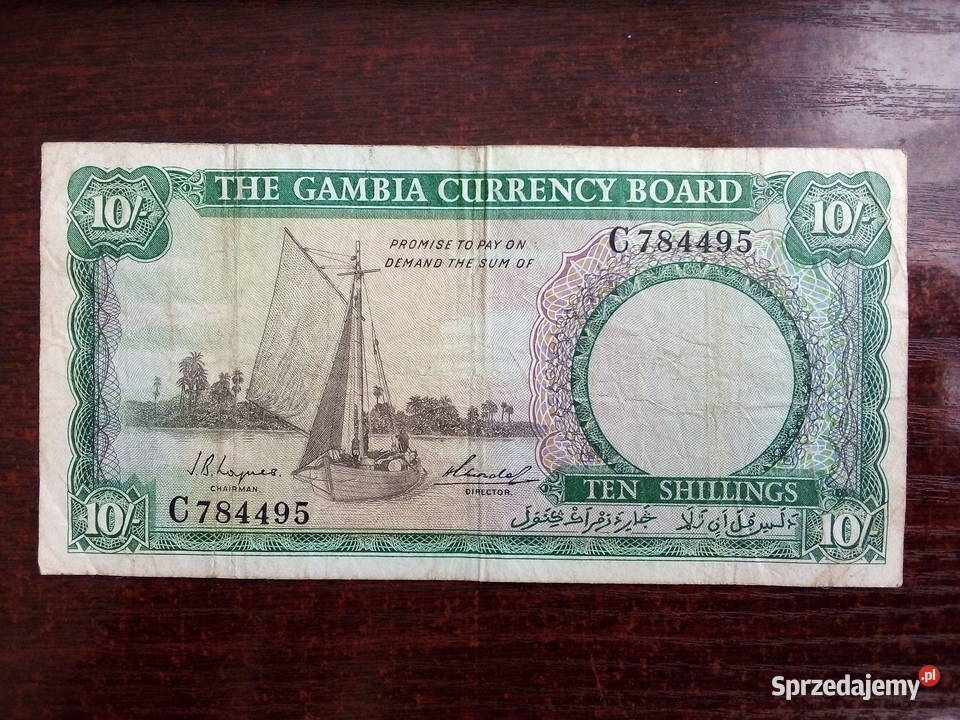 THE GAMBIA CURRENCY BOARD
10/-
10/-
PROMISE TO PAY ON
DEMAND THE SUM OF
C784495
J.B. Loynes.
CHAIRMAN.
DIRECTOR.
TEN SHILLINGS
C784495
10/-
10/-
Sprzedajemy.pl